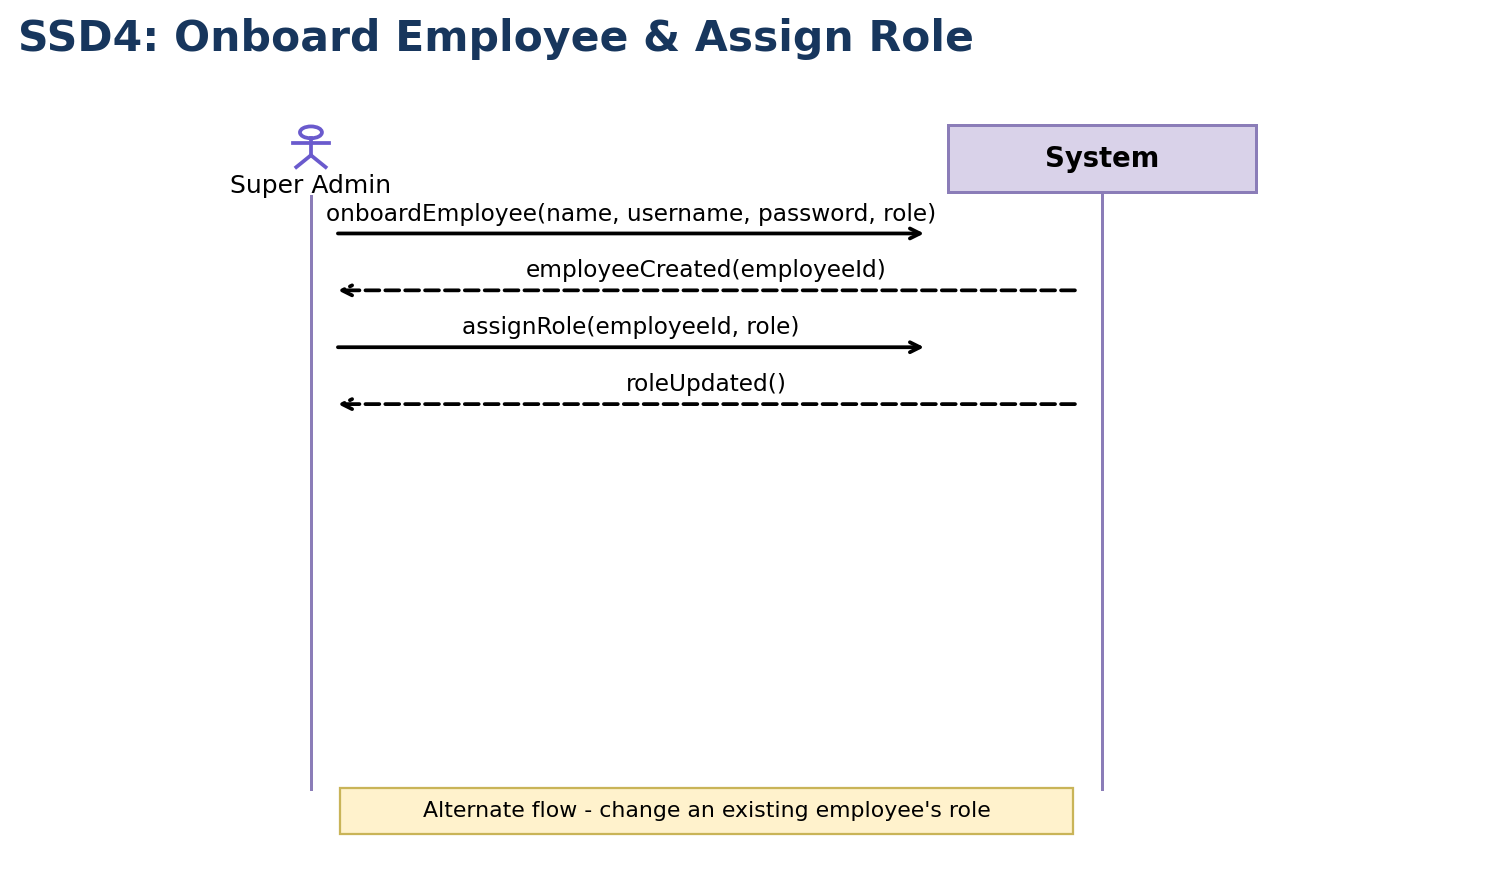 SSD4: Onboard Employee & Assign Role
Super Admin
System
onboardEmployee(name, username, password, role)
employeeCreated(employeeId)
assignRole(employeeId, role)
roleUpdated()
Alternate flow - change an existing employee's role